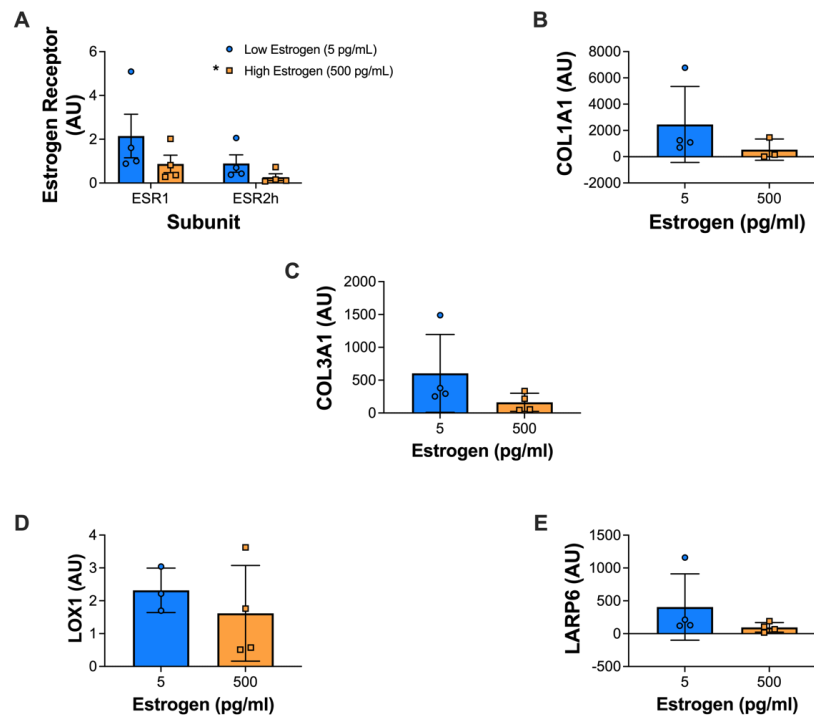 A
Estrogen Receptor
(AU)
6
4
2
0
Low Estrogen (5 pg/mL)
* High Estrogen (500 pg/mL)
ESR1
ESR2h
Subunit
B
COL1A1 (AU)
8000
6000
4000
2000
0
-2000
5
500
Estrogen (pg/ml)
C
COL3A1 (AU)
2000
1500
1000
500
0
5
500
Estrogen (pg/ml)
D
LOX1 (AU)
4
3
2
1
0
5
500
Estrogen (pg/ml)
E
LARP6 (AU)
1500
1000
500
0
-500
5
500
Estrogen (pg/ml)